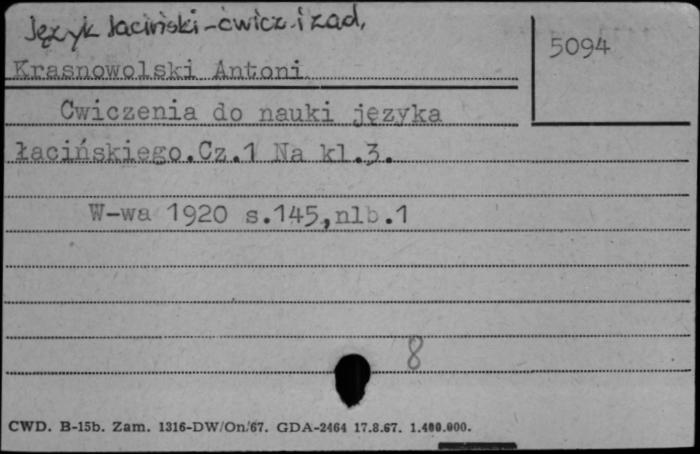 Język łaciński - ćwicz. i zad.
5094
Krasnowolski Antoni
Cwiczenia do nauki języka
łacińskiego.Cz.1 Na kl.3.
W-wa 1920 s.145,nlb.1
8
CWD. B-15b. Zam. 1316-DW/On/67. GDA-2464 17.8.67. 1.400.000.